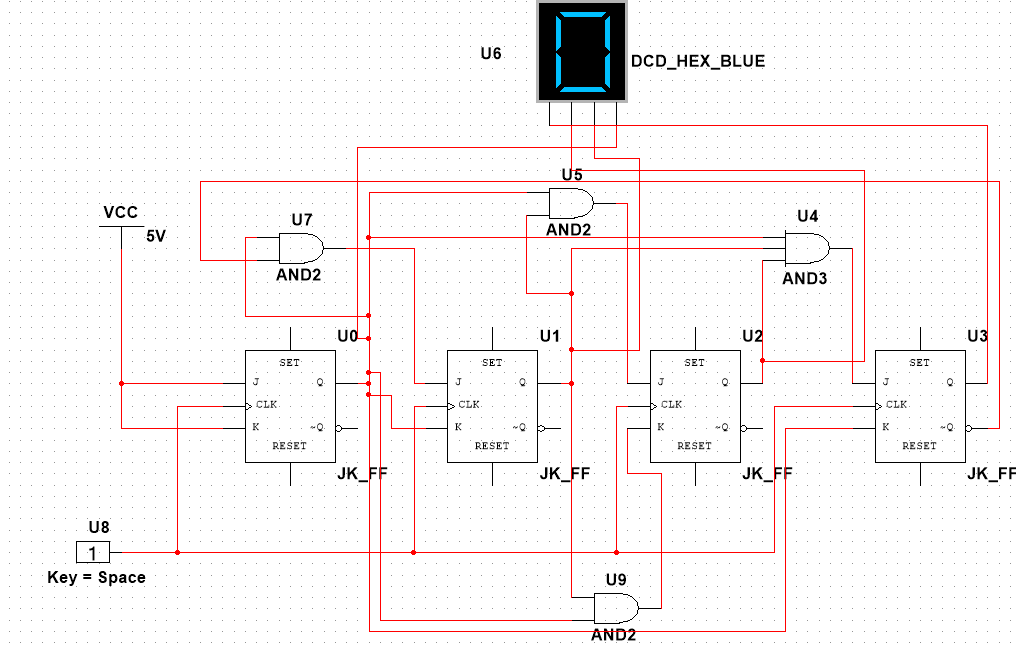 U6
DCD_HEX_BLUE
U5
AND2
VCC
5V
U7
AND2
U4
AND3
U0
SET
J
Q
CLK
K
~Q
RESET
JK_FF
U1
SET
J
Q
CLK
K
~Q
RESET
JK_FF
U2
SET
J
Q
CLK
K
~Q
RESET
JK_FF
U3
SET
J
Q
CLK
K
~Q
RESET
JK_FF
U8
1
Key = Space
U9
AND2